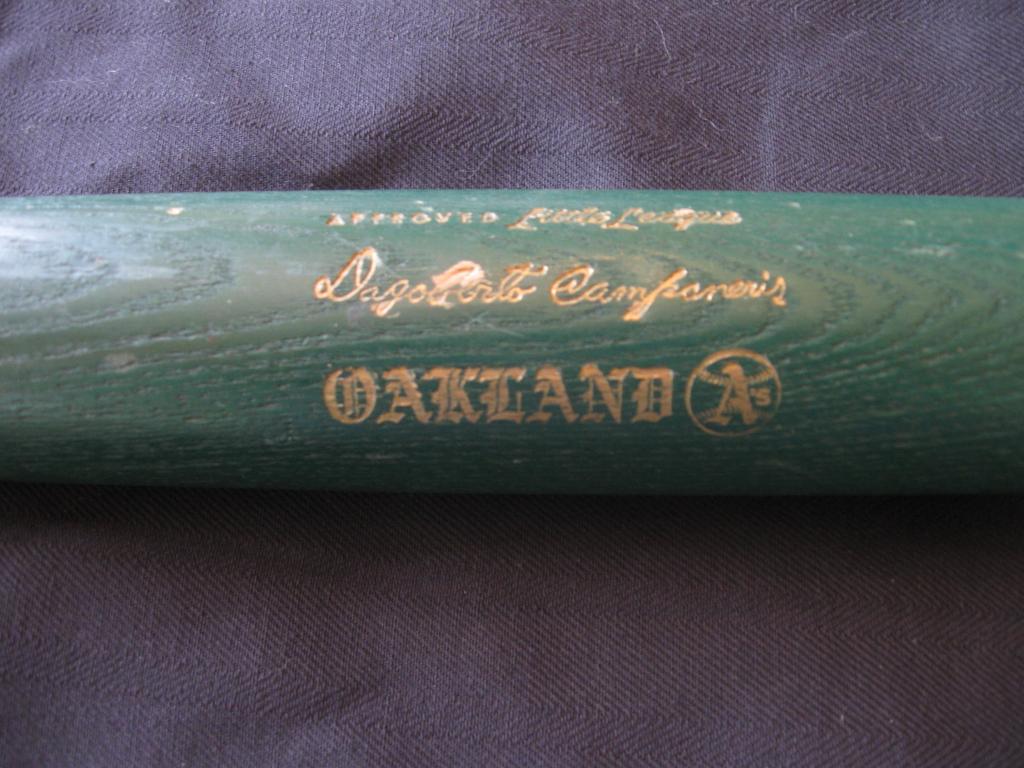 APPROVED Little League
Dagoberto Campaneris
OAKLAND A's